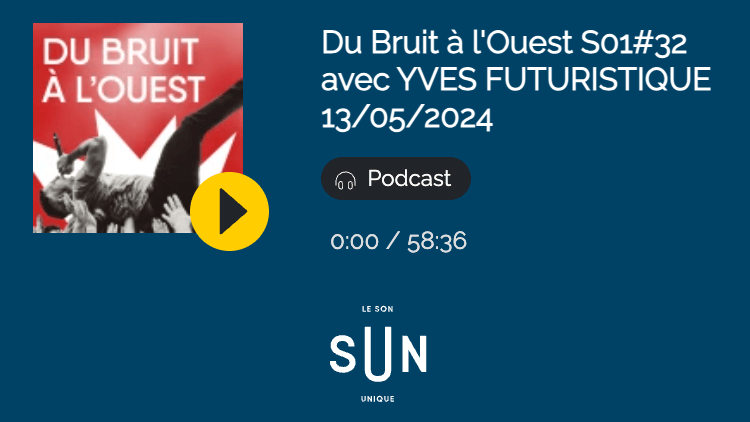 DU BRUIT
À L'OUEST
Du Bruit à l'Ouest S01#32
avec YVES FUTURISTIQUE
13/05/2024
Podcast
0:00 / 58:36
LE SON
SUN
UNIQUE